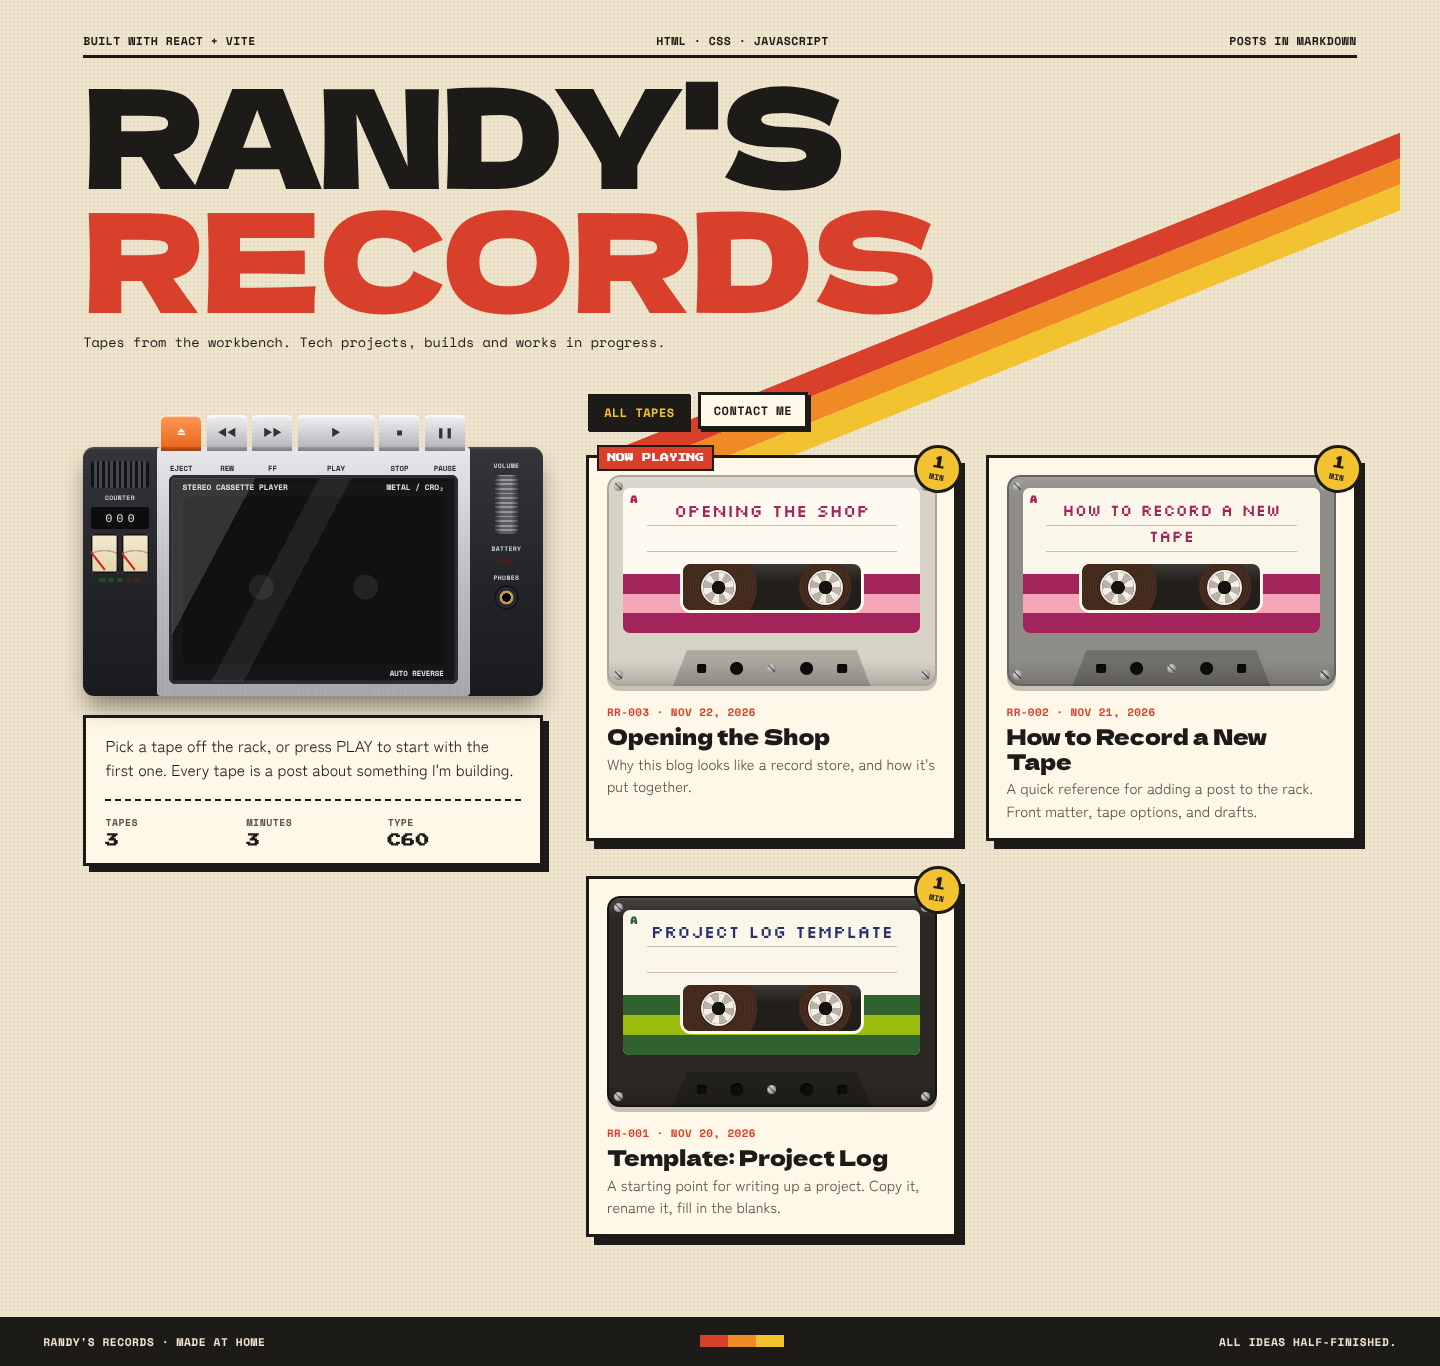 BUILT WITH REACT + VITE
HTML · CSS · JAVASCRIPT
POSTS IN MARKDOWN
RANDY'S
RECORDS
Tapes from the workbench. Tech projects, builds and works in progress.
ALL TAPES
CONTACT ME
EJECT REW FF PLAY STOP PAUSE
COUNTER
000
STEREO CASSETTE PLAYER
METAL / CRO₂
AUTO REVERSE
VOLUME
BATTERY
PHONES
Pick a tape off the rack, or press PLAY to start with the
first one. Every tape is a post about something I'm building.
TAPES MINUTES TYPE
3 3 C60
NOW PLAYING
1
MIN
A
OPENING THE SHOP
RR-003 · NOV 22, 2026
Opening the Shop
Why this blog looks like a record store, and how it's
put together.
1
MIN
A
HOW TO RECORD A NEW
TAPE
RR-002 · NOV 21, 2026
How to Record a New
Tape
A quick reference for adding a post to the rack.
Front matter, tape options, and drafts.
1
MIN
A
PROJECT LOG TEMPLATE
RR-001 · NOV 20, 2026
Template: Project Log
A starting point for writing up a project. Copy it,
rename it, fill in the blanks.
RANDY'S RECORDS · MADE AT HOME
ALL IDEAS HALF-FINISHED.